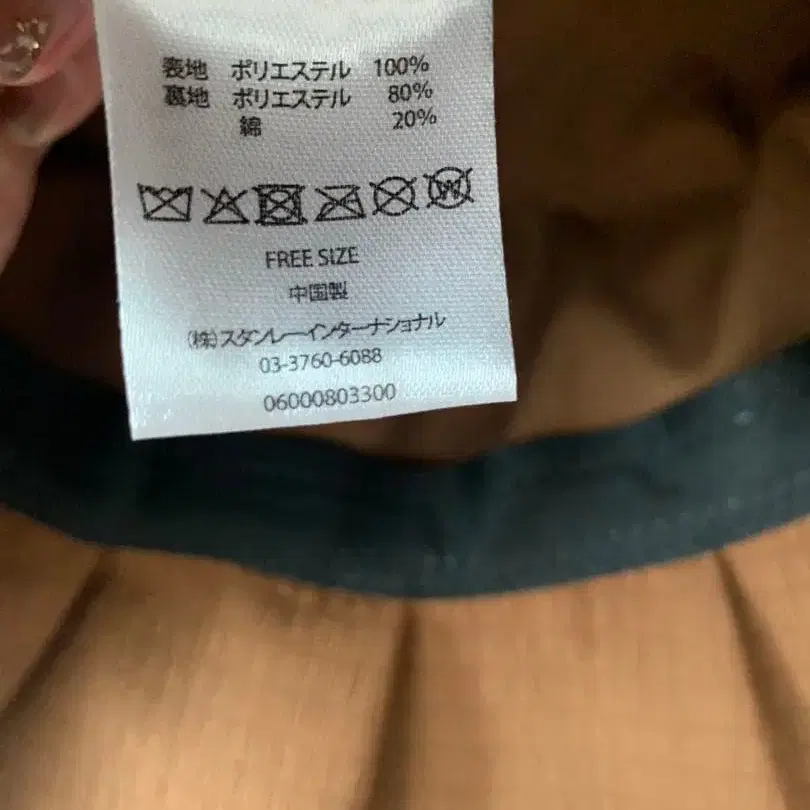 表地 ポリエステル 100%
裏地 ポリエステル 80%
綿 20%
W
FREE SIZE
中国製
(株)スタンレーインターナショナル
03-3760-6088
06000803300